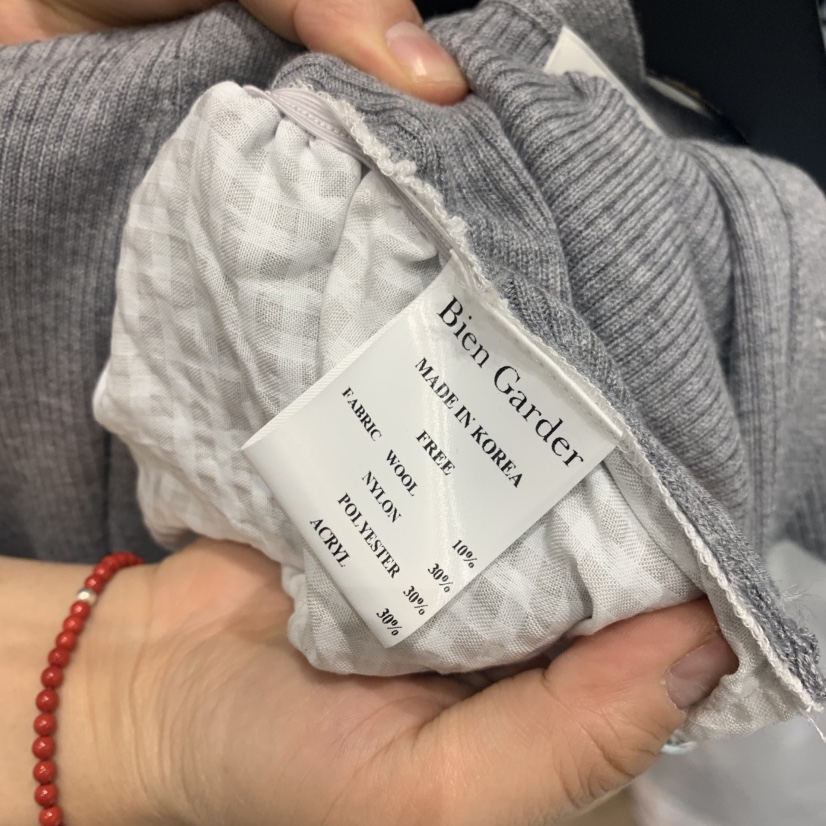 Bien Garder
MADE IN KOREA
FREE
FABRIC WOOL 10%
NYLON 30%
POLYESTER 30%
ACRYL 30%